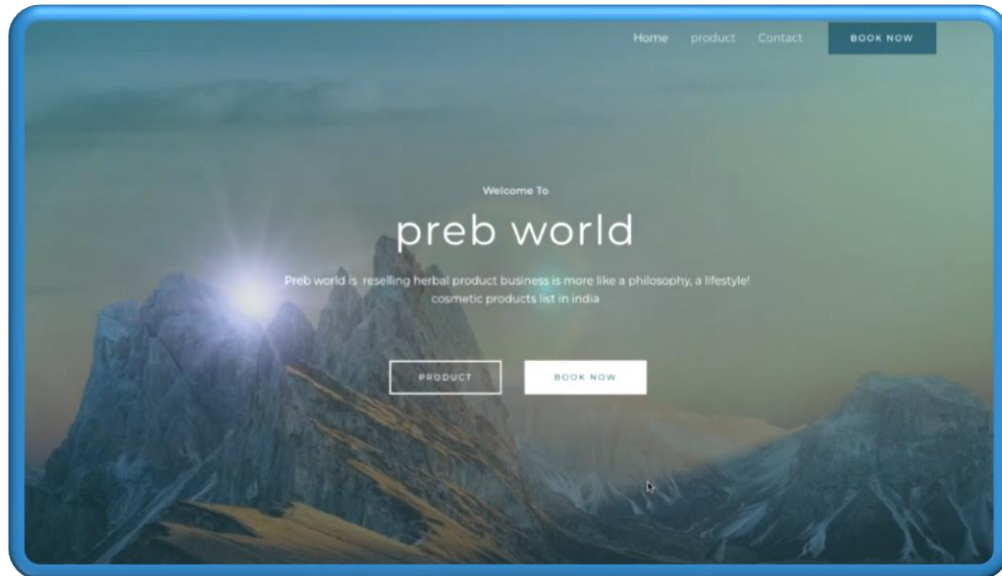 Home product Contact BOOK NOW
Welcome To
preb world
Preb world is reselling herbal product business is more like a philosophy, a lifestyle!
cosmetic products list in india
PRODUCT BOOK NOW